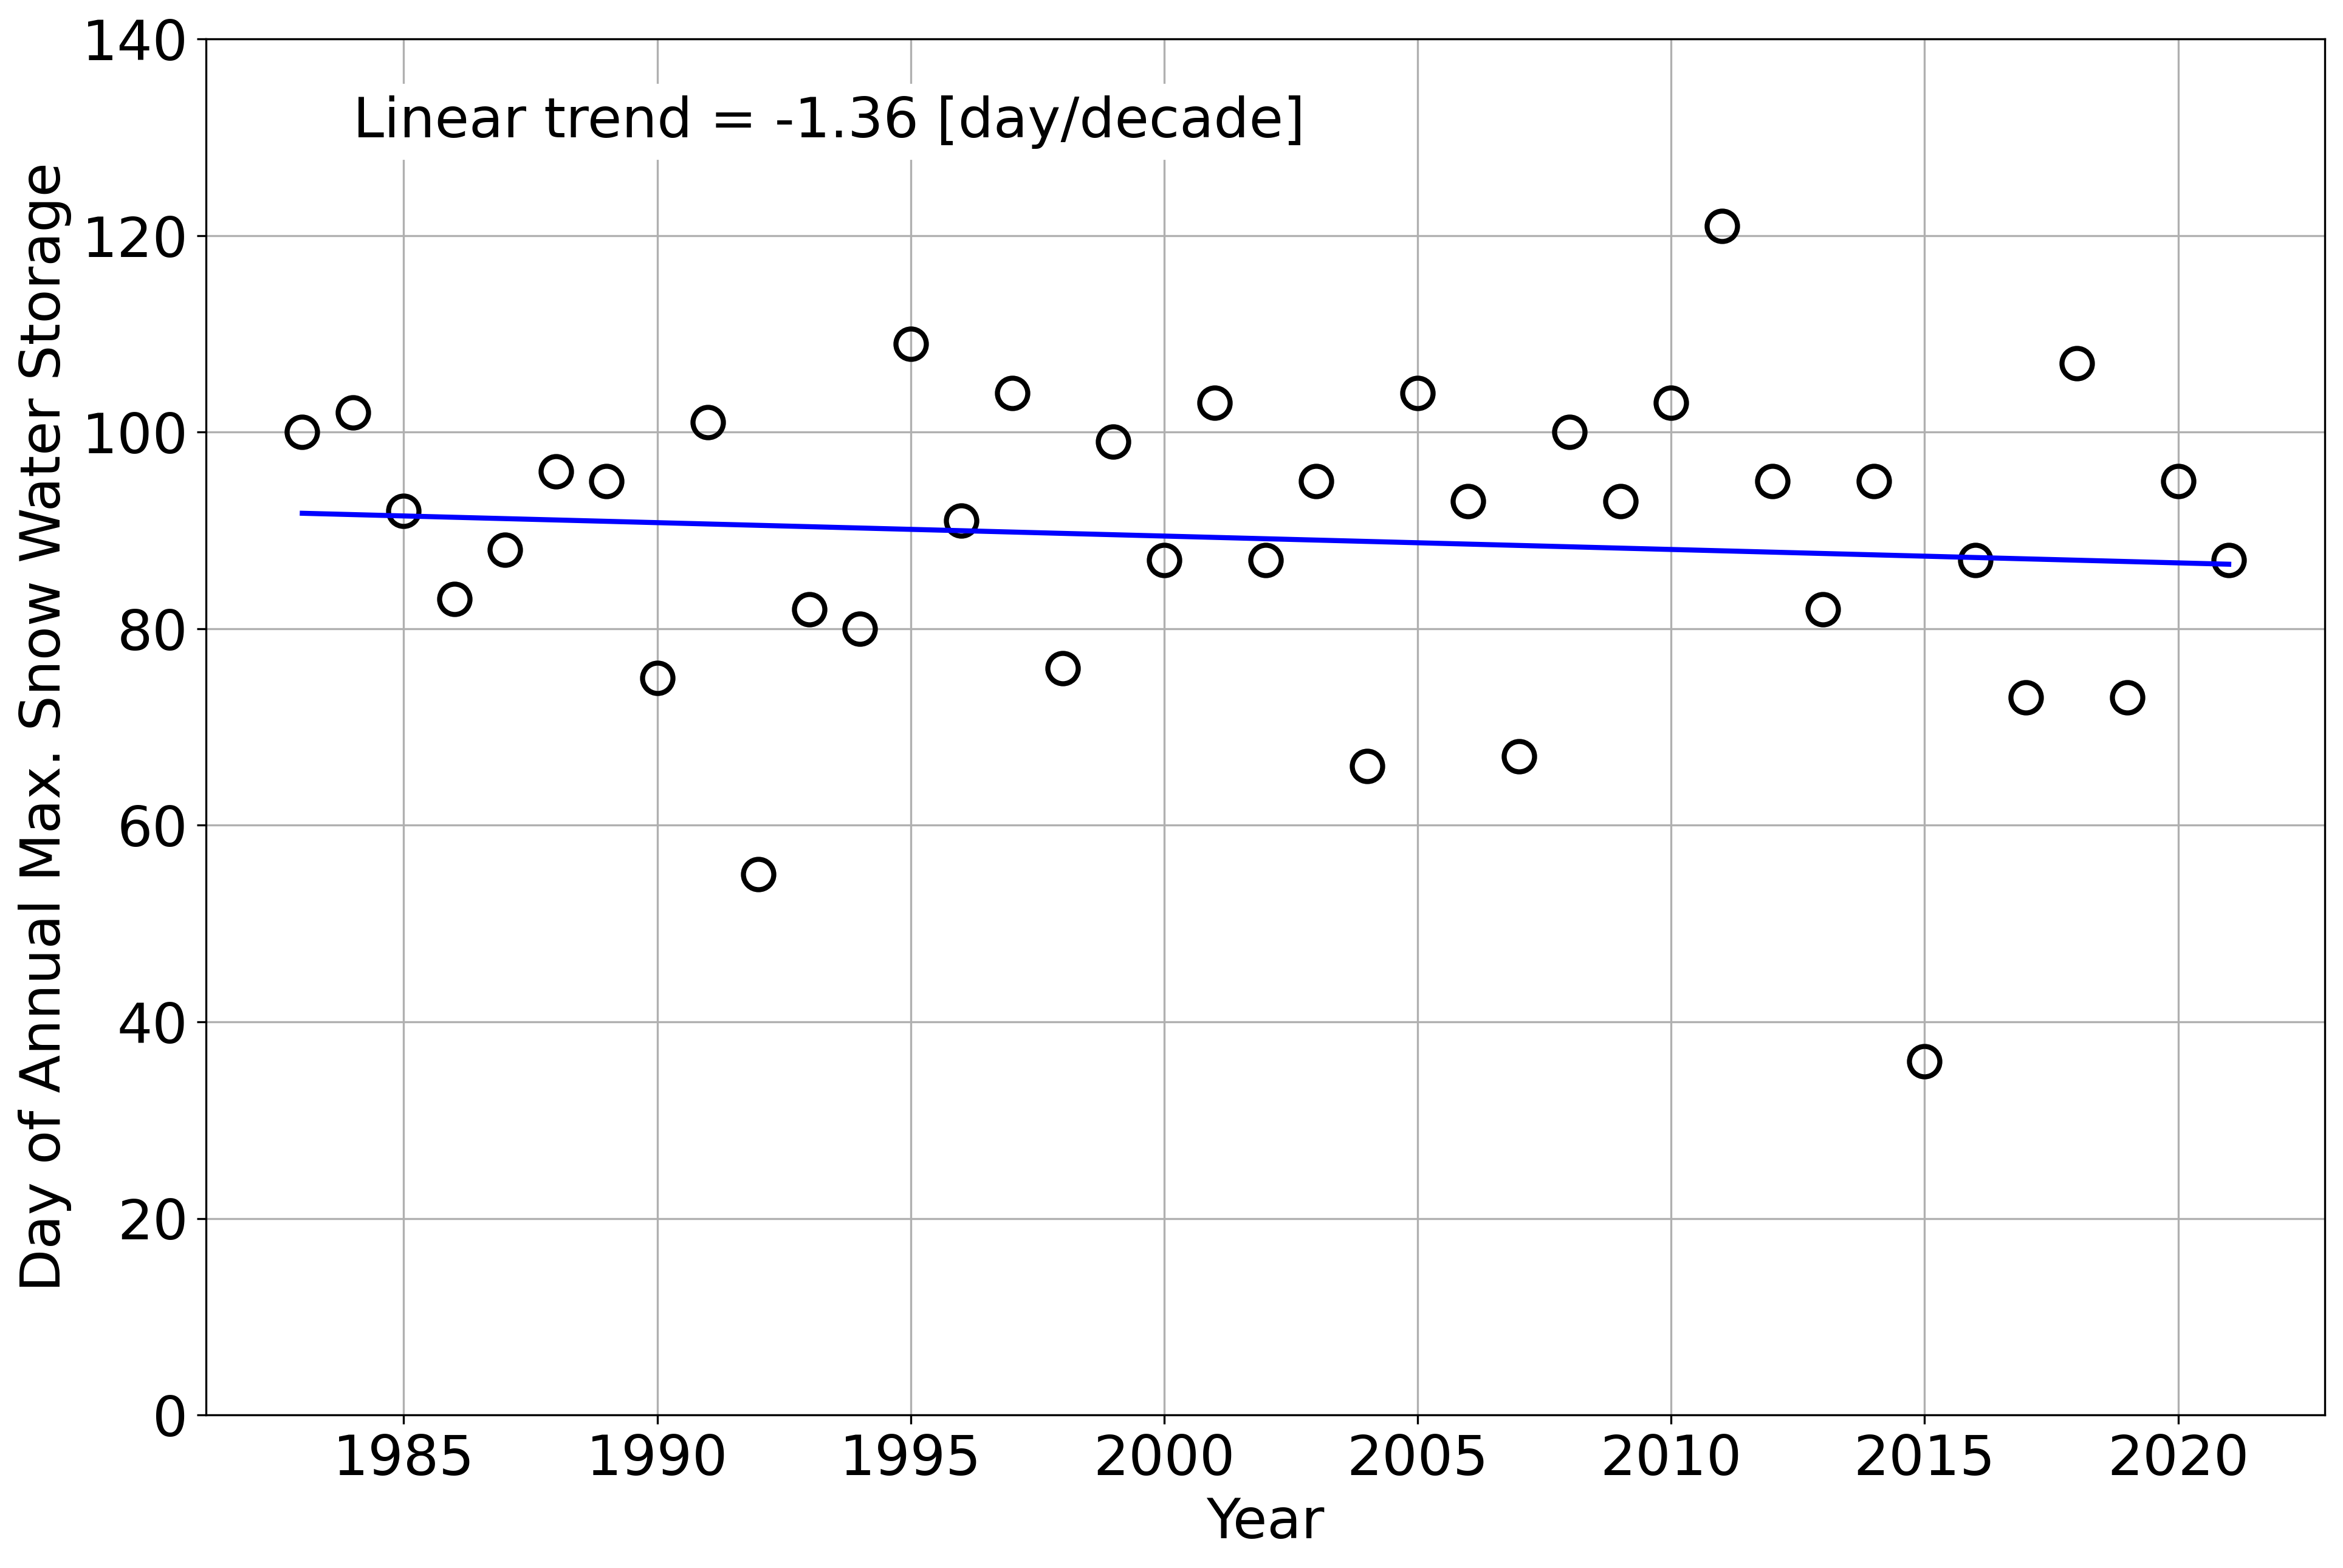 Linear trend = -1.36 [day/decade]
Day of Annual Max. Snow Water Storage
140
120
100
80
60
40
20
0
1985 1990 1995 2000 2005 2010 2015 2020
Year